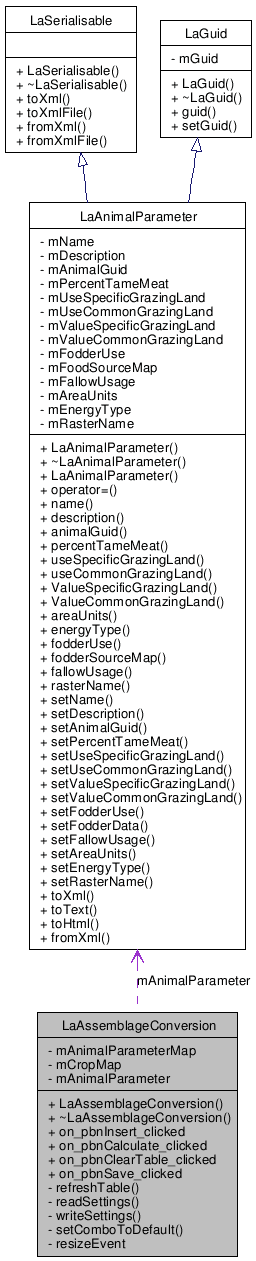 LaSerialisable
+ LaSerialisable()
+ ~LaSerialisable()
+ toXml()
+ toXmlFile()
+ fromXml()
+ fromXmlFile()
LaGuid
- mGuid
+ LaGuid()
+ ~LaGuid()
+ guid()
+ setGuid()
LaAnimalParameter
- mName
- mDescription
- mAnimalGuid
- mPercentTameMeat
- mUseSpecificGrazingLand
- mUseCommonGrazingLand
- mValueSpecificGrazingLand
- mValueCommonGrazingLand
- mFodderUse
- mFoodSourceMap
- mFallowUsage
- mAreaUnits
- mEnergyType
- mRasterName
+ LaAnimalParameter()
+ ~LaAnimalParameter()
+ LaAnimalParameter()
+ operator=()
+ name()
+ description()
+ animalGuid()
+ percentTameMeat()
+ useSpecificGrazingLand()
+ useCommonGrazingLand()
+ ValueSpecificGrazingLand()
+ ValueCommonGrazingLand()
+ areaUnits()
+ energyType()
+ fodderUse()
+ fodderSourceMap()
+ fallowUsage()
+ rasterName()
+ setName()
+ setDescription()
+ setAnimalGuid()
+ setPercentTameMeat()
+ setUseSpecificGrazingLand()
+ setUseCommonGrazingLand()
+ setValueSpecificGrazingLand()
+ setValueCommonGrazingLand()
+ setFodderUse()
+ setFodderData()
+ setFallowUsage()
+ setAreaUnits()
+ setEnergyType()
+ setRasterName()
+ toXml()
+ toText()
+ toHtml()
+ fromXml()
mAnimalParameter
LaAssemblageConversion
- mAnimalParameterMap
- mCropMap
- mAnimalParameter
+ LaAssemblageConversion()
+ ~LaAssemblageConversion()
+ on_pbnInsert_clicked
+ on_pbnCalculate_clicked
+ on_pbnClearTable_clicked
+ on_pbnSave_clicked
- refreshTable()
- readSettings()
- writeSettings()
- setComboToDefault()
- resizeEvent